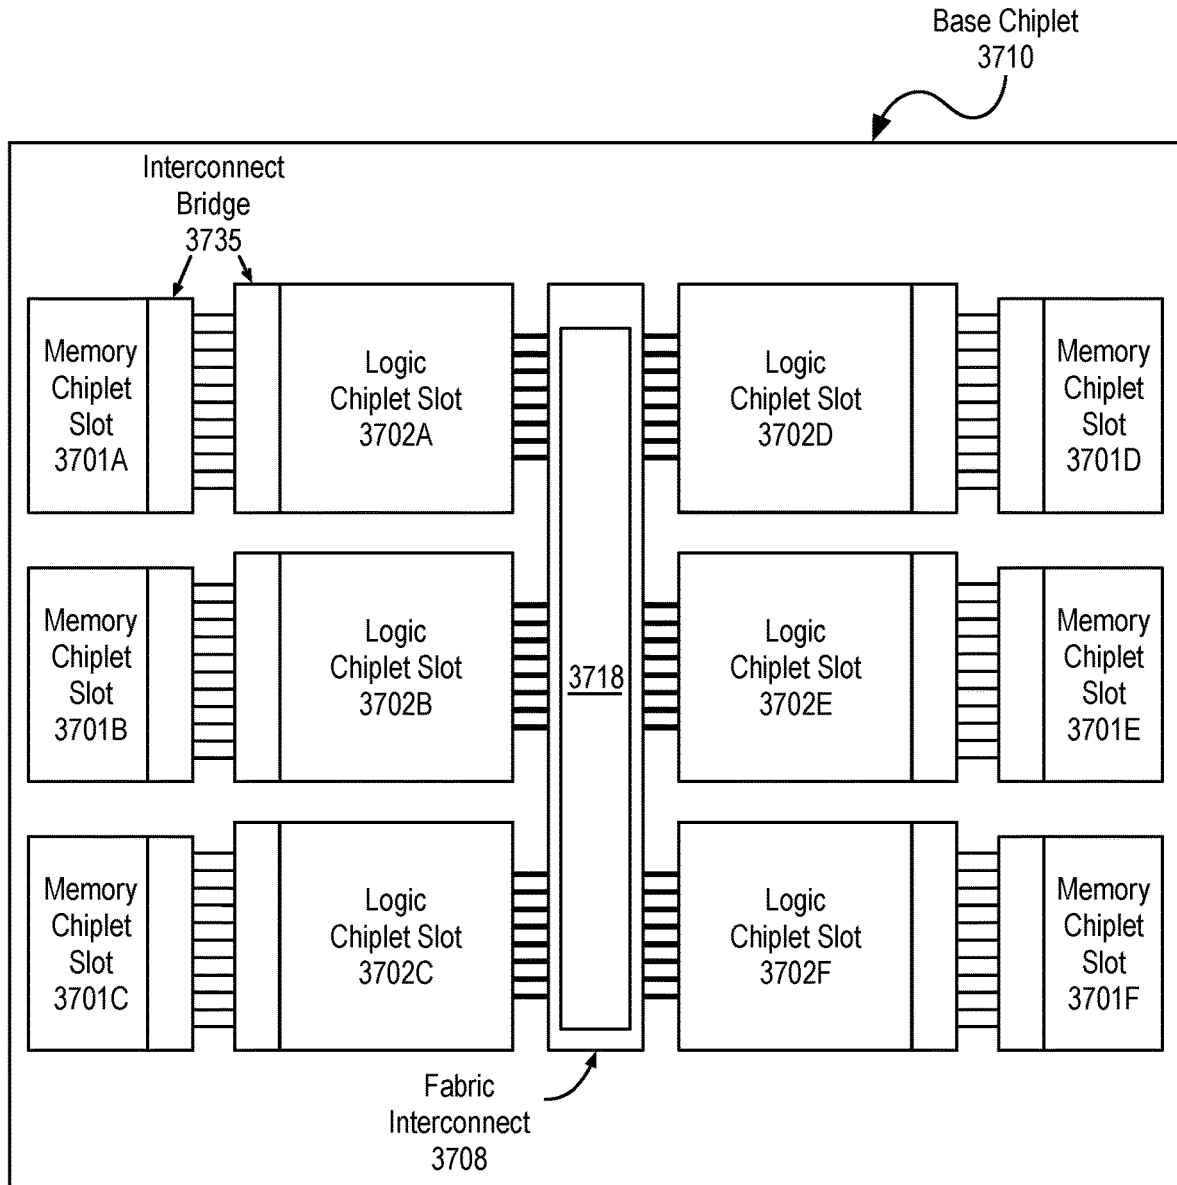 Base Chiplet
3710
Interconnect
Bridge
3735
Memory
Chiplet
Slot
3701A
Logic
Chiplet Slot
3702A
Logic
Chiplet Slot
3702D
Memory
Chiplet
Slot
3701D
Memory
Chiplet
Slot
3701B
Logic
Chiplet Slot
3702B
3718
Logic
Chiplet Slot
3702E
Memory
Chiplet
Slot
3701E
Memory
Chiplet
Slot
3701C
Logic
Chiplet Slot
3702C
Logic
Chiplet Slot
3702F
Memory
Chiplet
Slot
3701F
Fabric
Interconnect
3708